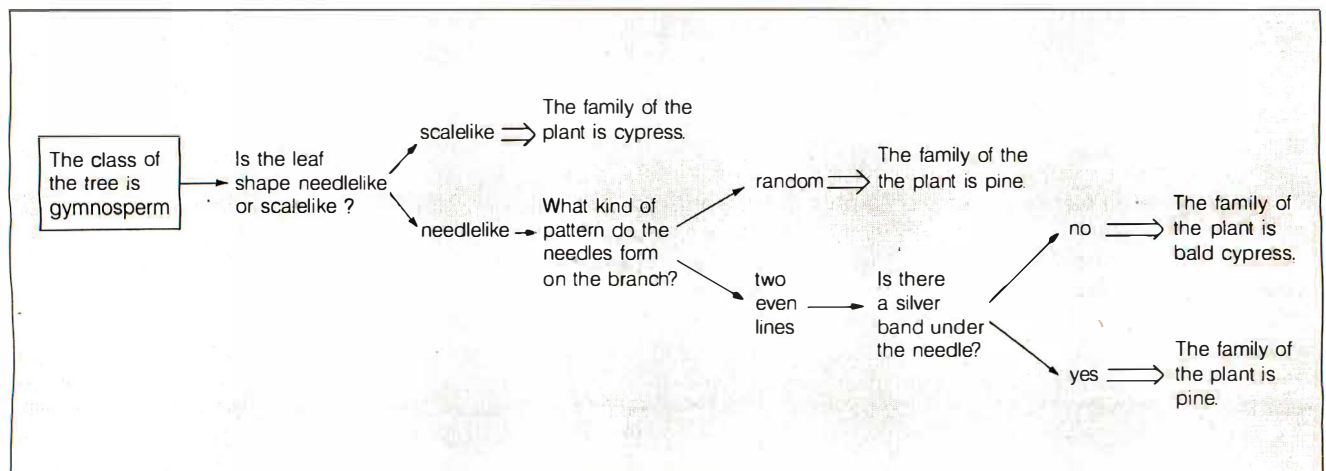 The class of
the tree is
gymnosperm
Is the leaf
shape needlelike
or scalelike ?
scalelike
The family of the
plant is cypress.
needlelike
What kind of
pattern do the
needles form
on the branch?
random
The family of the
the plant is pine.
two
even
lines
Is there
a silver
band under
the needle?
no
The family of
the plant is
bald cypress.
yes
The family of
the plant is
pine.